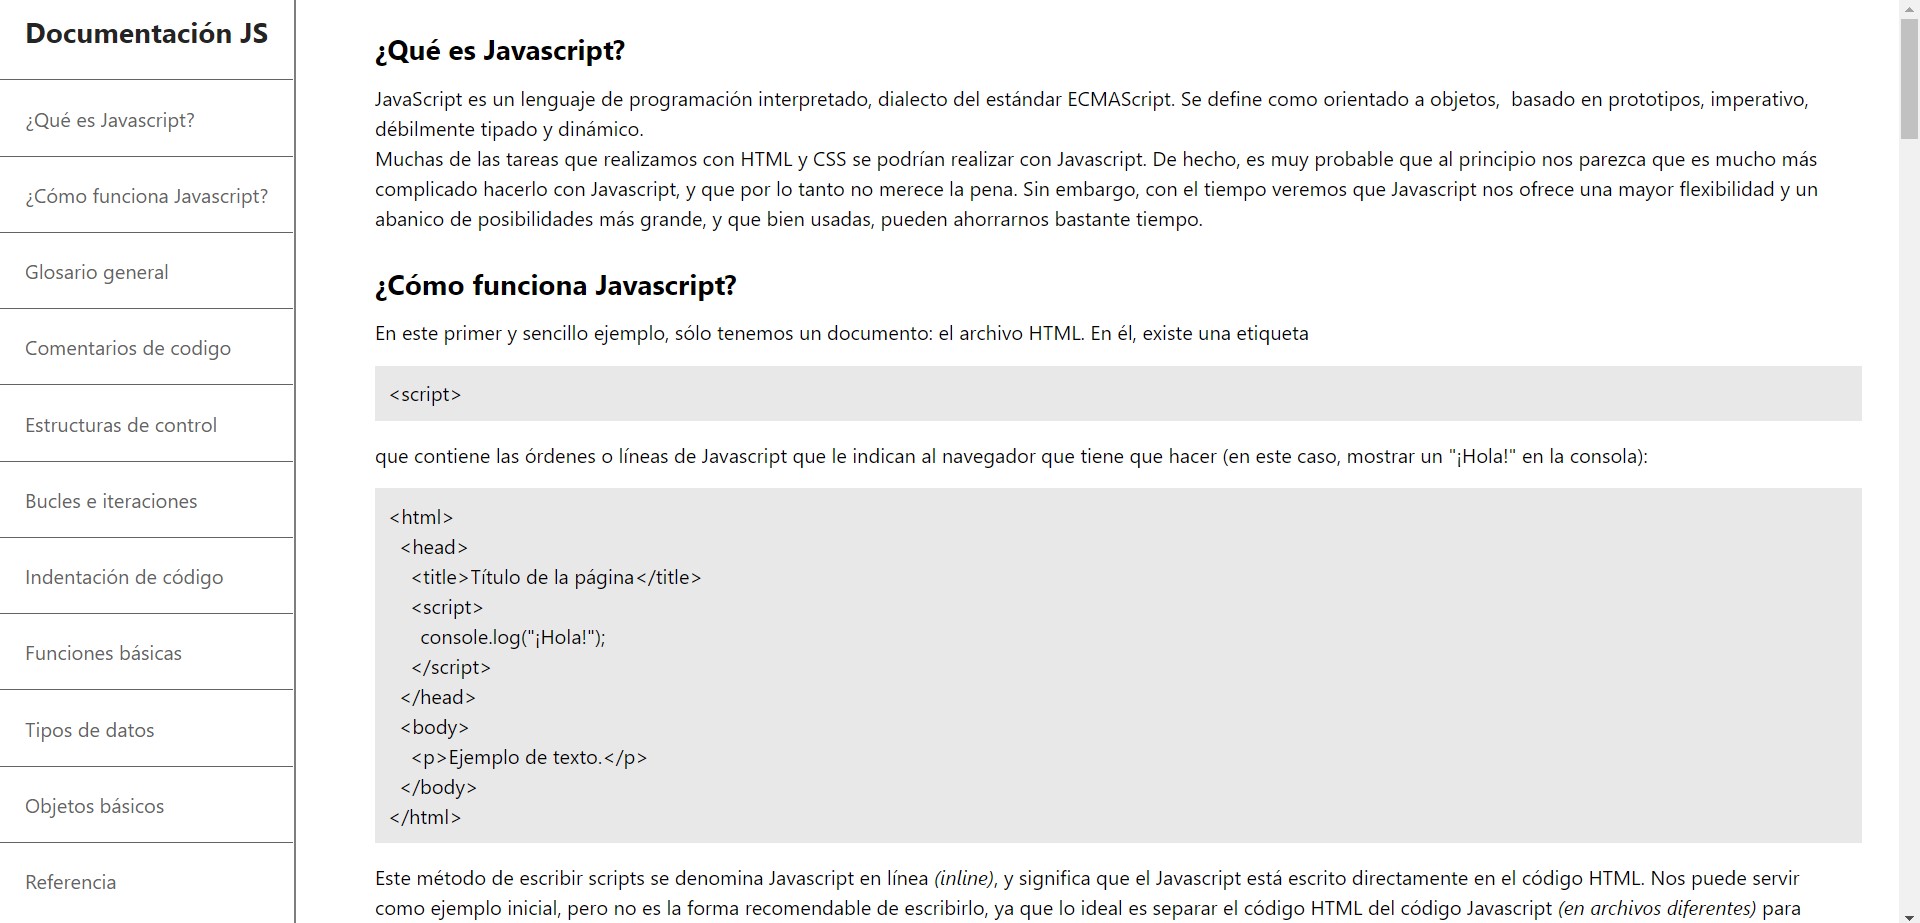 Documentación JS
¿Qué es Javascript?
¿Cómo funciona Javascript?
Glosario general
Comentarios de codigo
Estructuras de control
Bucles e iteraciones
Indentación de código
Funciones básicas
Tipos de datos
Objetos básicos
Referencia
¿Qué es Javascript?
JavaScript es un lenguaje de programación interpretado, dialecto del estándar ECMAScript. Se define como orientado a objetos,  basado en prototipos, imperativo,
débilmente tipado y dinámico.
Muchas de las tareas que realizamos con HTML y CSS se podrían realizar con Javascript. De hecho, es muy probable que al principio nos parezca que es mucho más
complicado hacerlo con Javascript, y que por lo tanto no merece la pena. Sin embargo, con el tiempo veremos que Javascript nos ofrece una mayor flexibilidad y un
abanico de posibilidades más grande, y que bien usadas, pueden ahorrarnos bastante tiempo.
¿Cómo funciona Javascript?
En este primer y sencillo ejemplo, sólo tenemos un documento: el archivo HTML. En él, existe una etiqueta
<script>
que contiene las órdenes o líneas de Javascript que le indican al navegador que tiene que hacer (en este caso, mostrar un "¡Hola!" en la consola):
<html>
<head>
<title>Título de la página</title>
<script>
console.log("¡Hola!");
</script>
</head>
<body>
<p>Ejemplo de texto.</p>
</body>
</html>
Este método de escribir scripts se denomina Javascript en línea (inline), y significa que el Javascript está escrito directamente en el código HTML. Nos puede servir
como ejemplo inicial, pero no es la forma recomendable de escribirlo, ya que lo ideal es separar el código HTML del código Javascript (en archivos diferentes) para